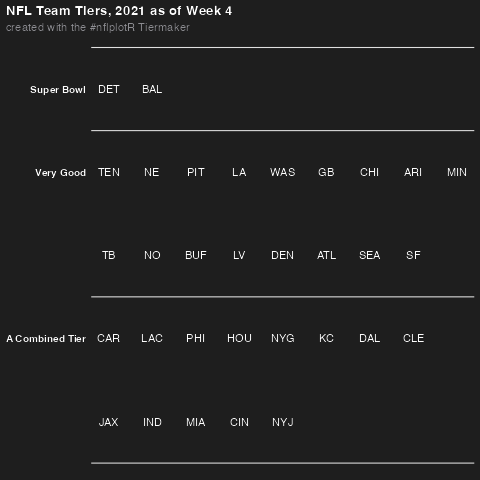 NFL Team Tiers, 2021 as of Week 4
created with the #nflplotR Tiermaker
Super Bowl DET BAL
Very Good TEN NE PIT LA WAS GB CHI ARI MIN
TB NO BUF LV DEN ATL SEA SF
A Combined Tier CAR LAC PHI HOU NYG KC DAL CLE
JAX IND MIA CIN NYJ